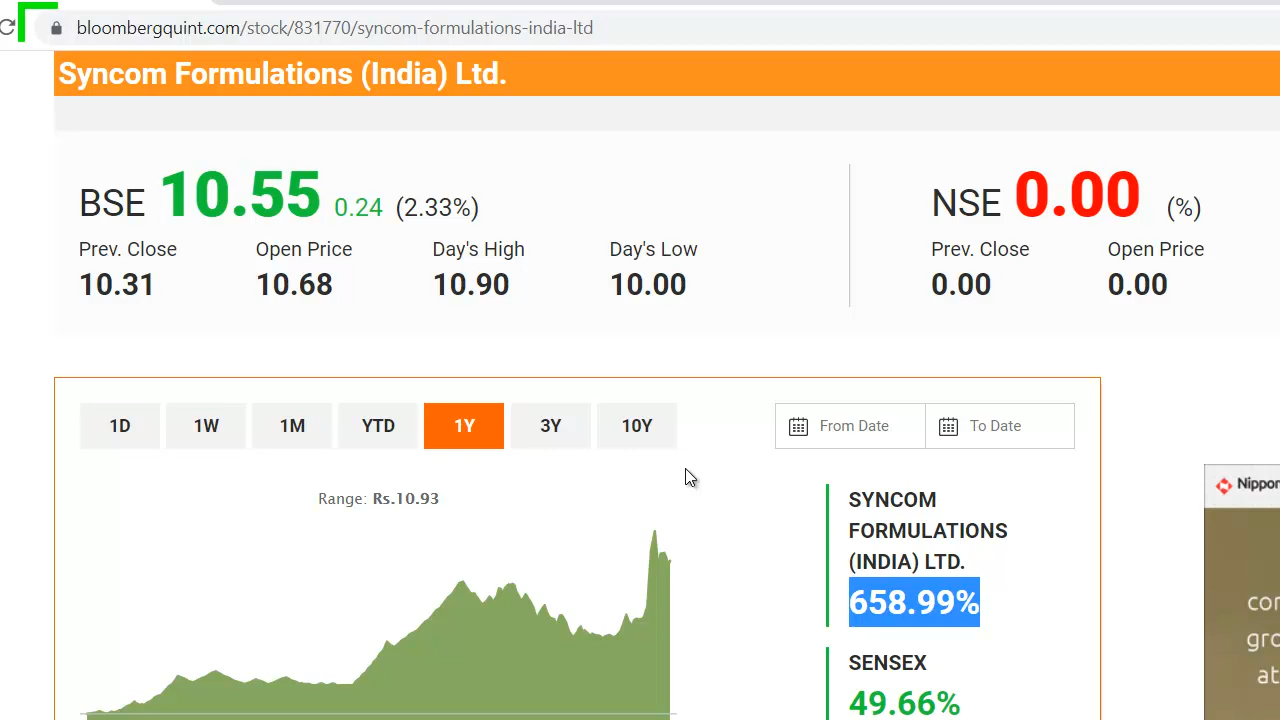 bloombergquint.com/stock/831770/syncom-formulations-india-ltd
Syncom Formulations (India) Ltd.
BSE 10.55 0.24 (2.33%)
Prev. Close Open Price Day's High Day's Low
10.31 10.68 10.90 10.00
NSE 0.00 (%)
Prev. Close Open Price
0.00 0.00
1D 1W 1M YTD 1Y 3Y 10Y
From Date To Date
Range: Rs.10.93
SYNCOM
FORMULATIONS
(INDIA) LTD.
658.99%
SENSEX
49.66%